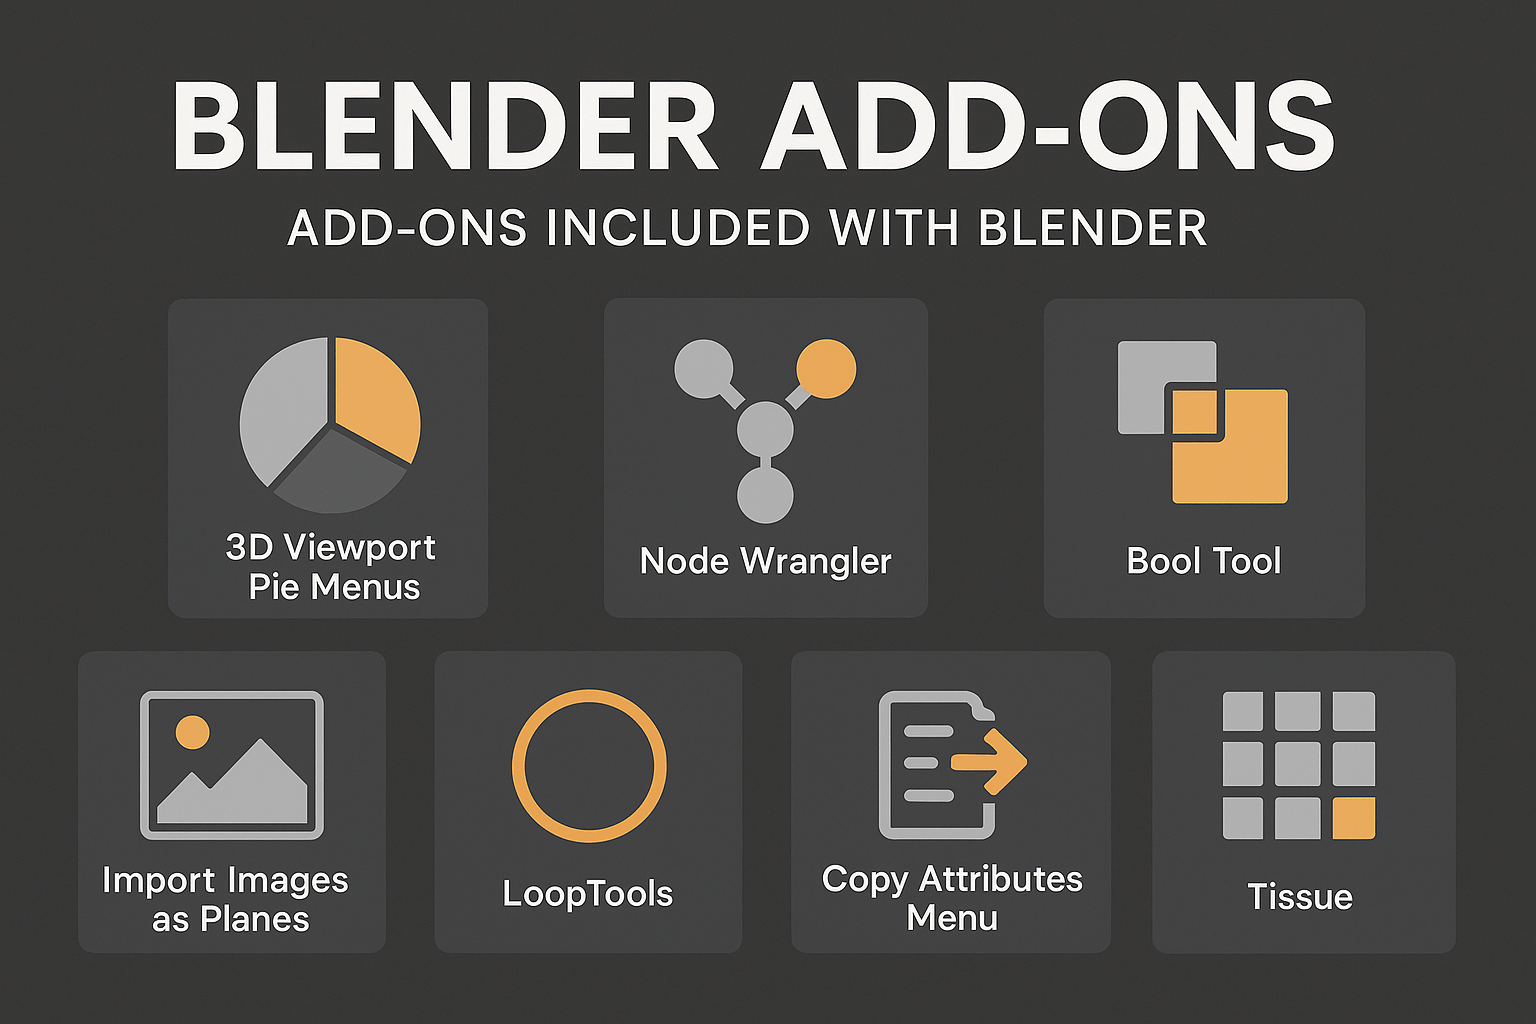 BLENDER ADD-ONS
ADD-ONS INCLUDED WITH BLENDER
3D Viewport
Pie Menus
Node Wrangler
Bool Tool
Import Images
as Planes
LoopTools
Copy Attributes
Menu
Tissue